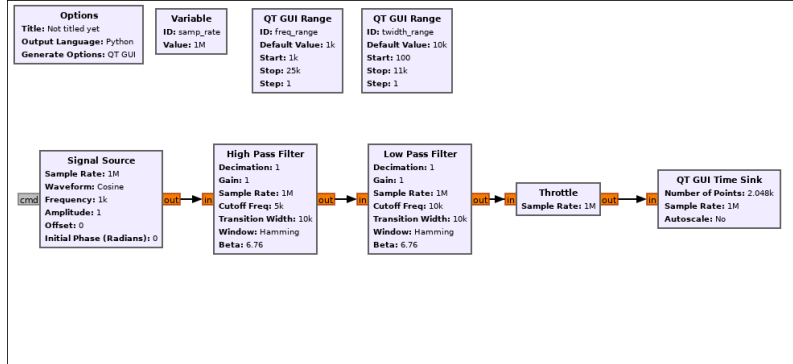 Options
Title: Not titled yet
Output Language: Python
Generate Options: QT GUI
Variable
ID: samp_rate
Value: 1M
QT GUI Range
ID: freq_range
Default Value: 1k
Start: 1k
Stop: 25k
Step: 1
QT GUI Range
ID: twidth_range
Default Value: 10k
Start: 100
Stop: 11k
Step: 1
cmd
Signal Source
Sample Rate: 1M
Waveform: Cosine
Frequency: 1k
Amplitude: 1
Offset: 0
Initial Phase (Radians): 0
out
in
High Pass Filter
Decimation: 1
Gain: 1
Sample Rate: 1M
Cutoff Freq: 5k
Transition Width: 10k
Window: Hamming
Beta: 6.76
out
in
Low Pass Filter
Decimation: 1
Gain: 1
Sample Rate: 1M
Cutoff Freq: 10k
Transition Width: 10k
Window: Hamming
Beta: 6.76
out
in
Throttle
Sample Rate: 1M
out
in
QT GUI Time Sink
Number of Points: 2.048k
Sample Rate: 1M
Autoscale: No